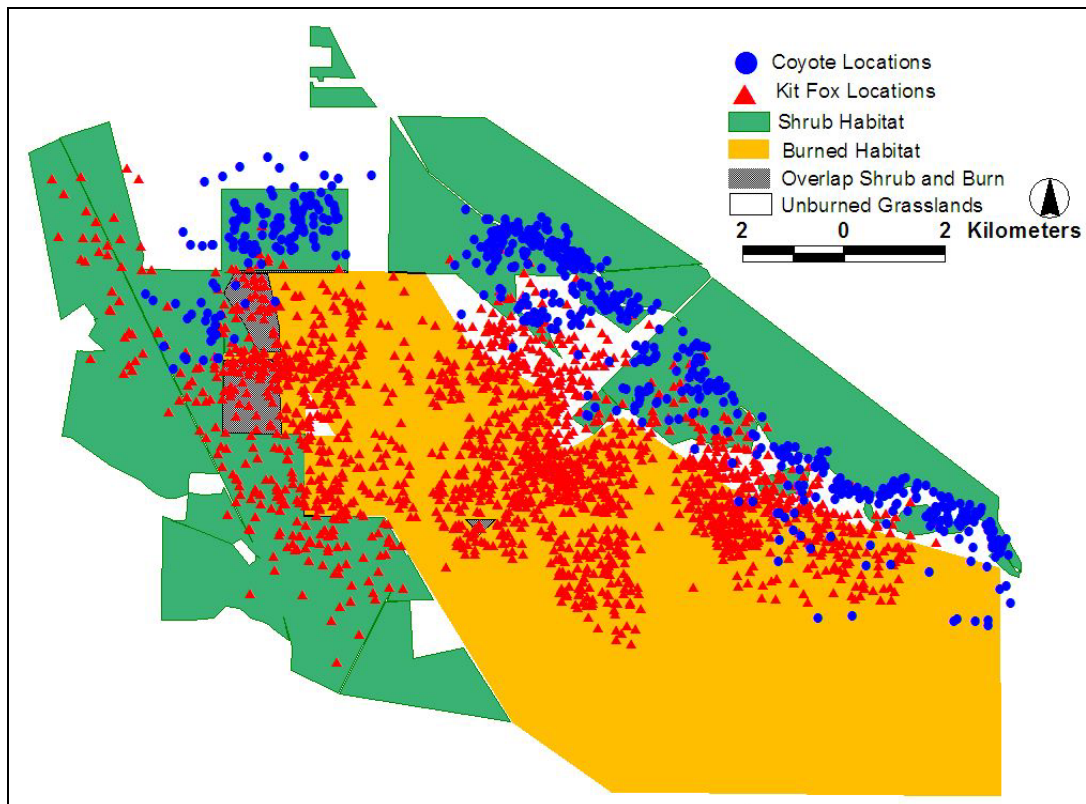 Coyote Locations
Kit Fox Locations
Shrub Habitat
Burned Habitat
Overlap Shrub and Burn
Unburned Grasslands
2 0 2 Kilometers